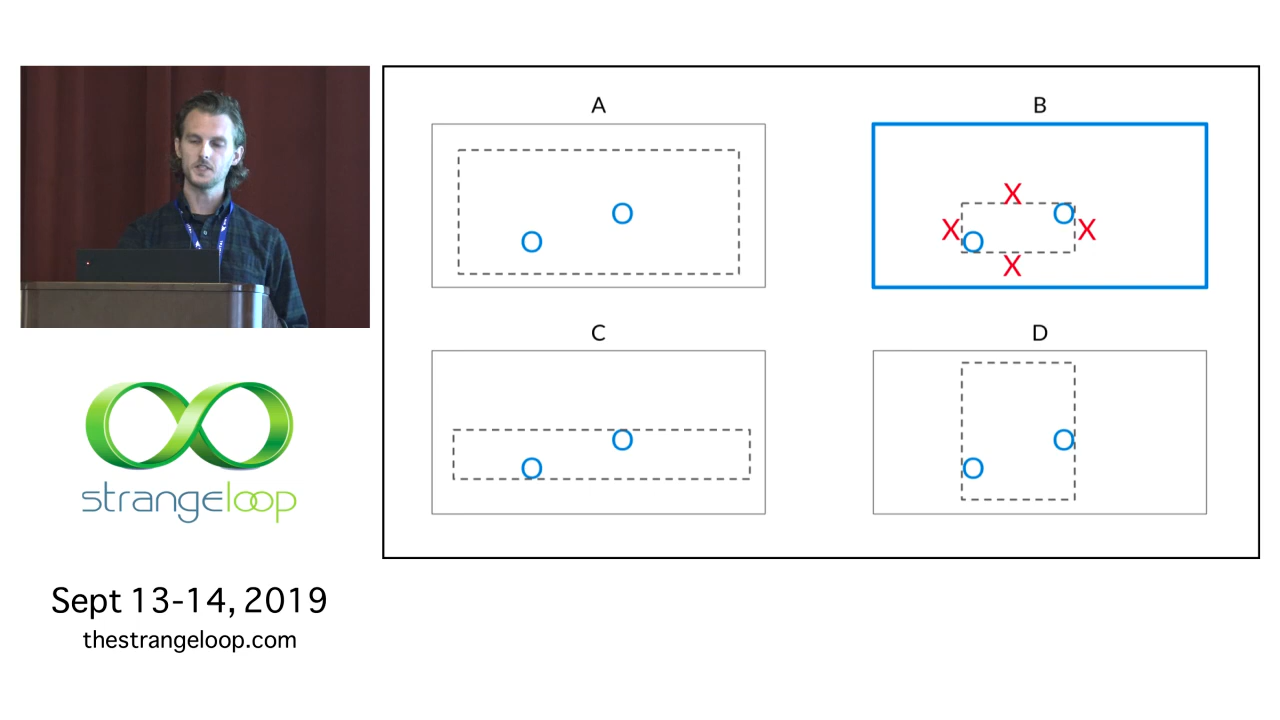 A
B
O
O
X
X
O
O
X
X
C
D
O
O
O
O
strangeloop
Sept 13-14, 2019
thestrangeloop.com